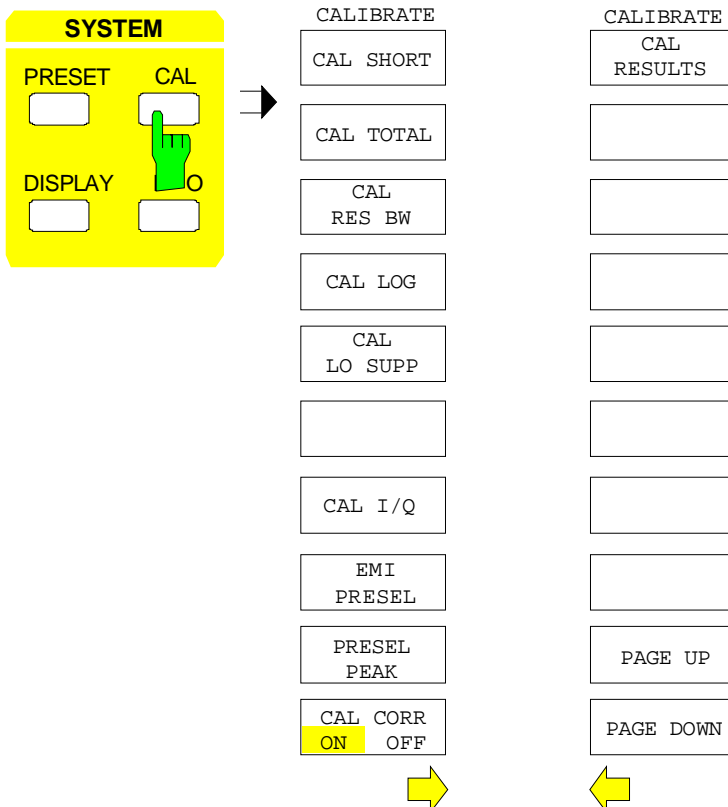 SYSTEM
PRESET CAL
DISPLAY
CALIBRATE
CAL SHORT
CAL TOTAL
CAL
RES BW
CAL LOG
CAL
LO SUPP
CAL I/Q
EMI
PRESEL
PRESEL
PEAK
CAL CORR
ON OFF
CALIBRATE
CAL
RESULTS
PAGE UP
PAGE DOWN